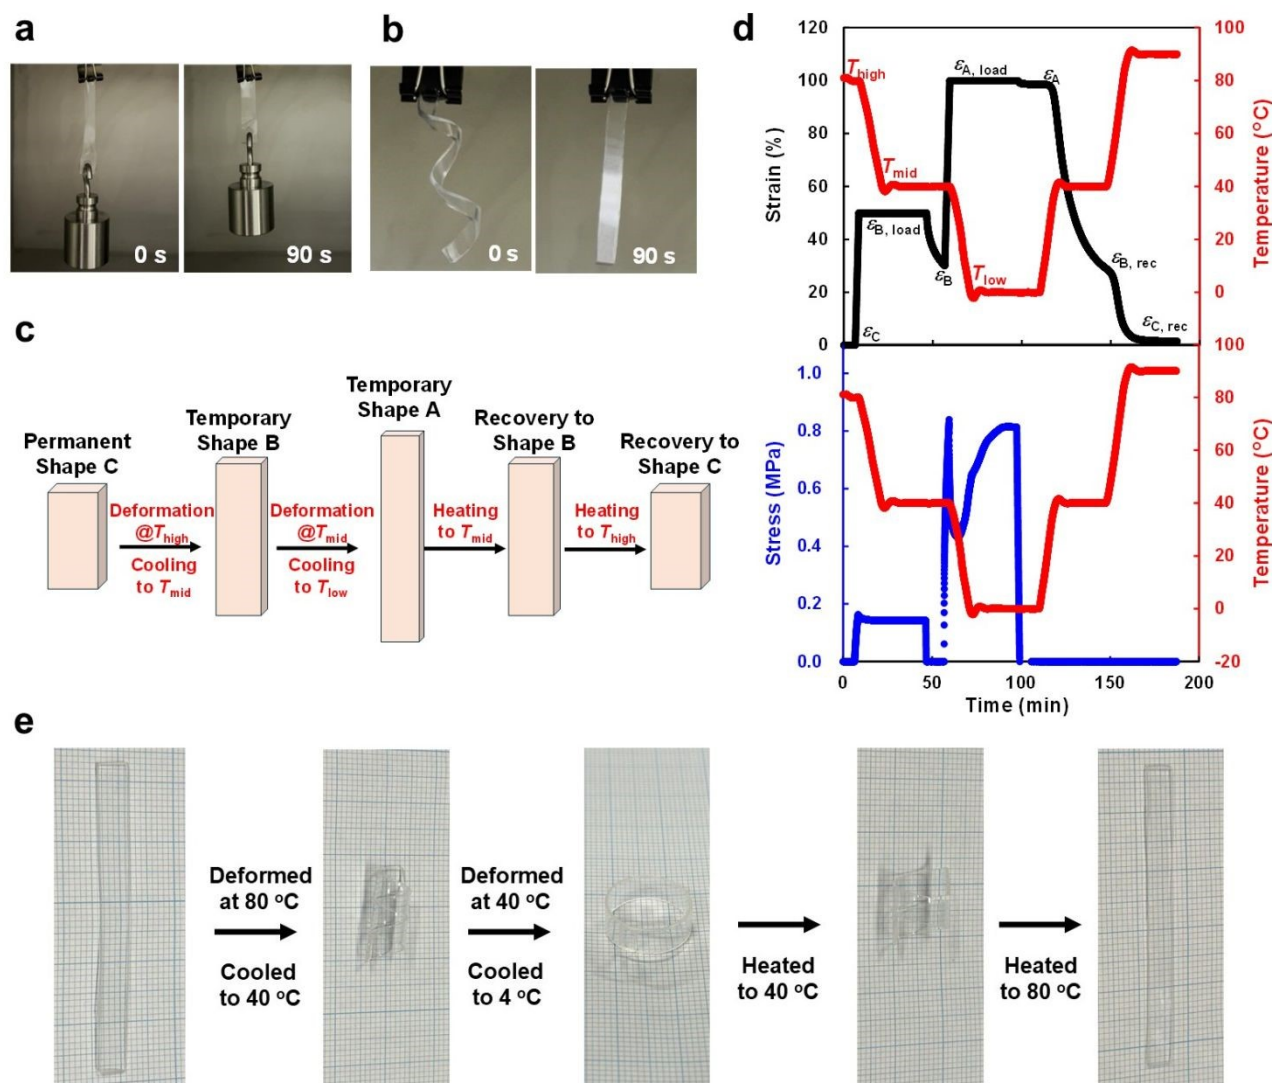 a
0 s
90 s
b
0 s
90 s
c
Permanent
Shape C
Deformation
@Thigh
Cooling
to Tmid
Temporary
Shape B
Deformation
@Tmid
Cooling
to Tlow
Temporary
Shape A
Heating
to Tmid
Recovery to
Shape B
Heating
to Thigh
Recovery to
Shape C
d
Strain (%)
120
100
80
60
40
20
0
Thigh
Tmid
Tlow
εC
εB, load
εB
εA, load
εA
εB, rec
εC, rec
Temperature (°C)
100
80
60
40
20
0
Stress (MPa)
1.0
0.8
0.6
0.4
0.2
0.0
Temperature (°C)
100
80
60
40
20
0
-20
0 50 100 150 200
Time (min)
e
Deformed
at 80 °C
Cooled
to 40 °C
Deformed
at 40 °C
Cooled
to 4 °C
Heated
to 40 °C
Heated
to 80 °C